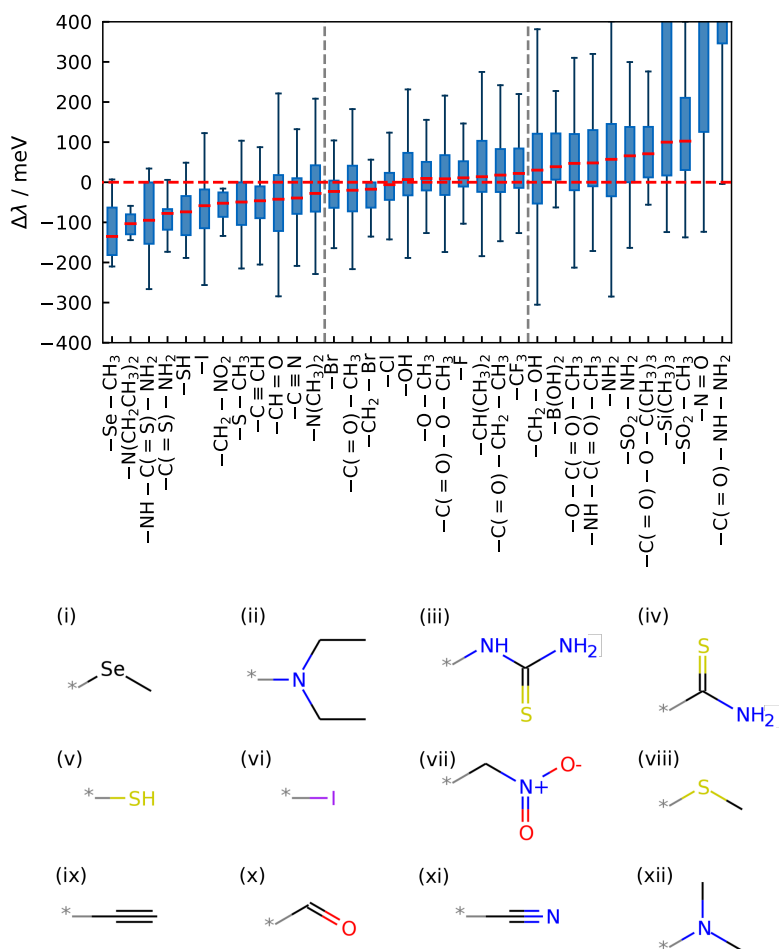 400
300
200
100
0
−100
−200
−300
−400
Δλ / meV
−Se−CH₃
−N(CH₂CH₃)₂
−NH−C(=S)−NH₂
−C(=S)−NH₂
−SH
−I
−CH₂−NO₂
−S−CH₃
−C≡CH
−CH=O
−C≡N
−N(CH₃)₂
−Br
−C(=O)−CH₃
−CH₂−Br
−Cl
−OH
−O−CH₃
−C(=O)−O−CH₃
−F
−CH(CH₃)₂
−C(=O)−CH₂−CH₃
−CF₃
−CH₂−OH
−B(OH)₂
−O−C(=O)−CH₃
−NH−C(=O)−CH₃
−NH₂
−SO₂−NH₂
−C(=O)−O−C(CH₃)₃
−Si(CH₃)₃
−SO₂−CH₃
−N=O
−C(=O)−NH−NH₂
(i) (ii) (iii) (iv)
* Se
* N
* NH NH₂ S
* S NH₂
(v) (vi) (vii) (viii)
* SH
* I
* N+ O- O
* S
(ix) (x) (xi) (xii)
*
* O
* N
* N